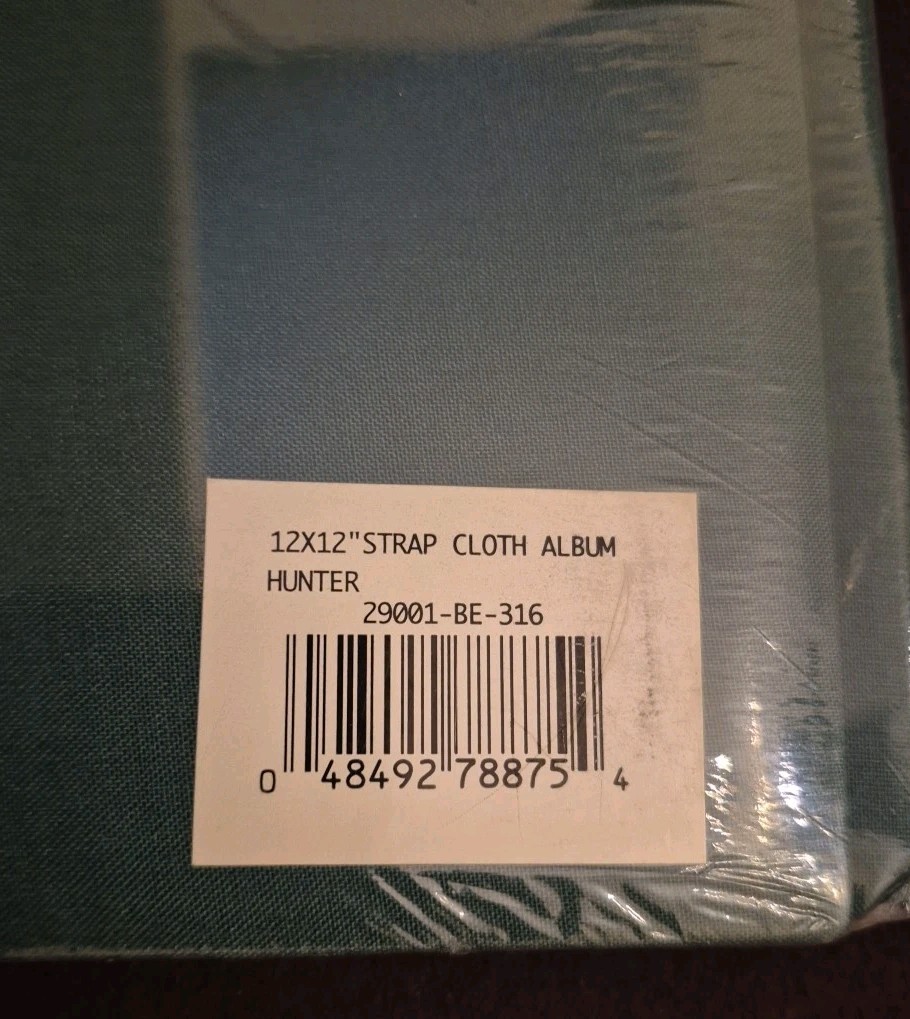 12X12"STRAP CLOTH ALBUM
HUNTER
29001-BE-316
0 48492 78875 4